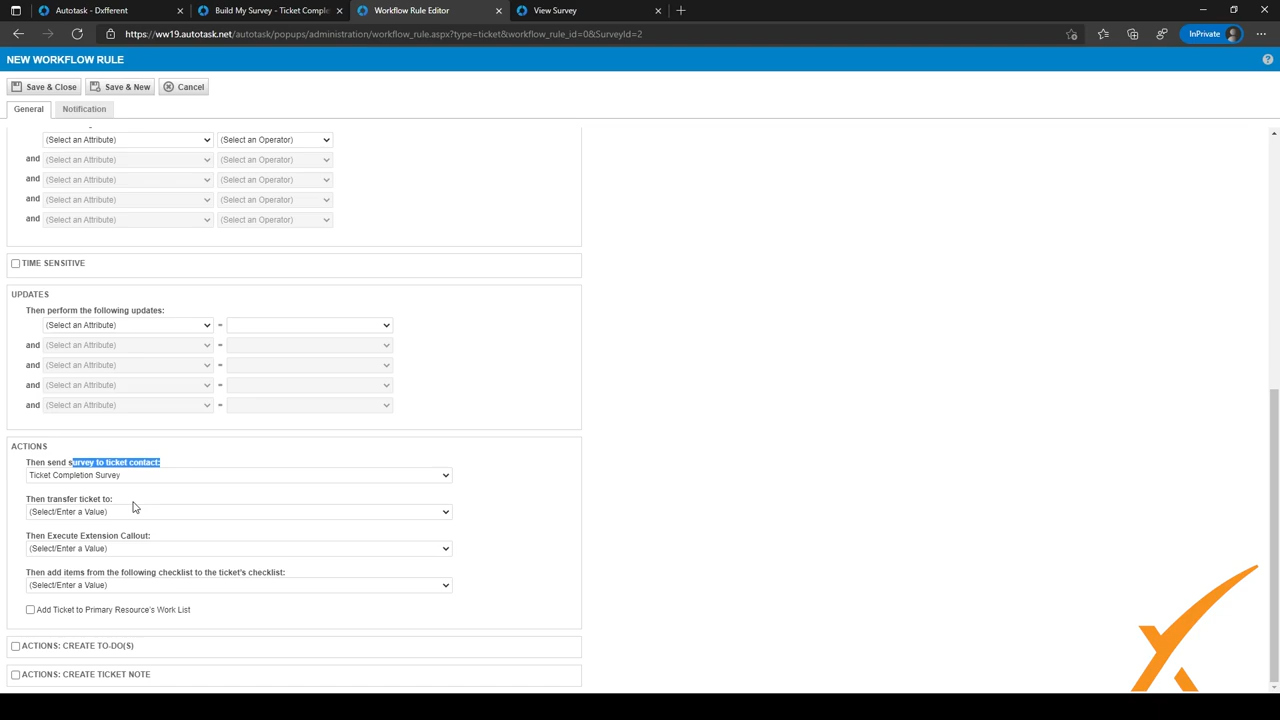 Autotask - Dxfferent
Build My Survey - Ticket Comple
Workflow Rule Editor
View Survey
https://ww19.autotask.net/autotask/popups/administration/workflow_rule.aspx?type=ticket&workflow_rule_id=0&SurveyId=2
InPrivate
NEW WORKFLOW RULE
Save & Close
Save & New
Cancel
General
Notification
(Select an Attribute) (Select an Operator)
and (Select an Attribute) (Select an Operator)
and (Select an Attribute) (Select an Operator)
and (Select an Attribute) (Select an Operator)
and (Select an Attribute) (Select an Operator)
TIME SENSITIVE
UPDATES
Then perform the following updates:
(Select an Attribute) =
and (Select an Attribute) =
and (Select an Attribute) =
and (Select an Attribute) =
and (Select an Attribute) =
ACTIONS
Then send survey to ticket contact:
Ticket Completion Survey
Then transfer ticket to:
(Select/Enter a Value)
Then Execute Extension Callout:
(Select/Enter a Value)
Then add items from the following checklist to the ticket's checklist:
(Select/Enter a Value)
Add Ticket to Primary Resource's Work List
ACTIONS: CREATE TO-DO(S)
ACTIONS: CREATE TICKET NOTE